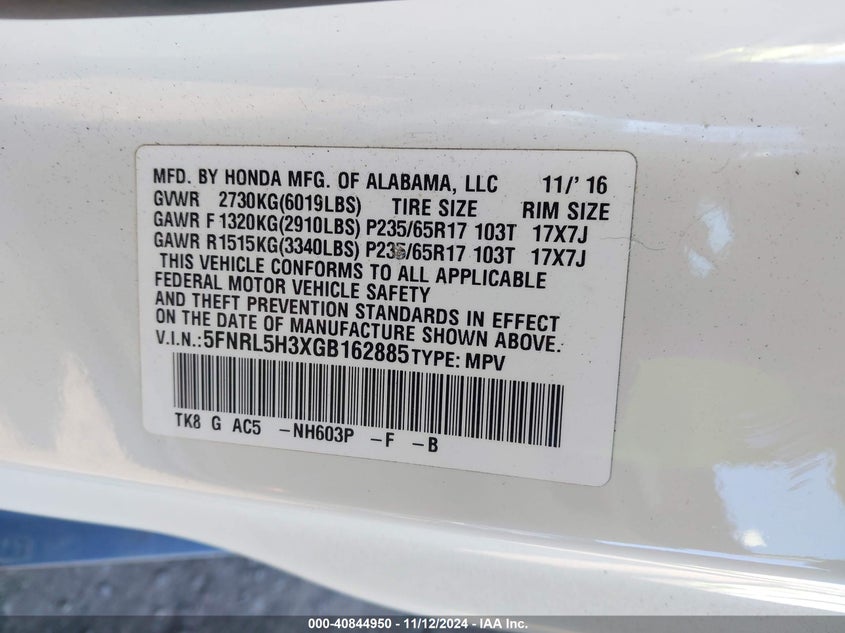 MFD. BY HONDA MFG. OF ALABAMA, LLC 11/' 16
GVWR 2730KG(6019LBS) TIRE SIZE RIM SIZE
GAWR F 1320KG(2910LBS) P235/65R17 103T 17X7J
GAWR R1515KG(3340LBS) P235/65R17 103T 17X7J
THIS VEHICLE CONFORMS TO ALL APPLICABLE
FEDERAL MOTOR VEHICLE SAFETY
AND THEFT PREVENTION STANDARDS IN EFFECT
ON THE DATE OF MANUFACTURE SHOWN ABOVE.
V.I.N.:5FNRL5H3XGB162885 TYPE: MPV
TK8 G AC5 -NH603P -F -B
000-40844950 - 11/12/2024 - IAA Inc.